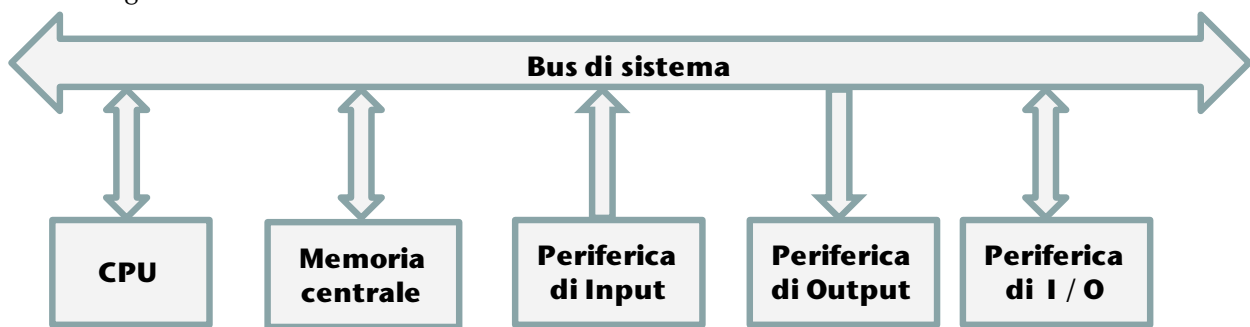 Bus di sistema
CPU
Memoria
centrale
Periferica
di Input
Periferica
di Output
Periferica
di I / O